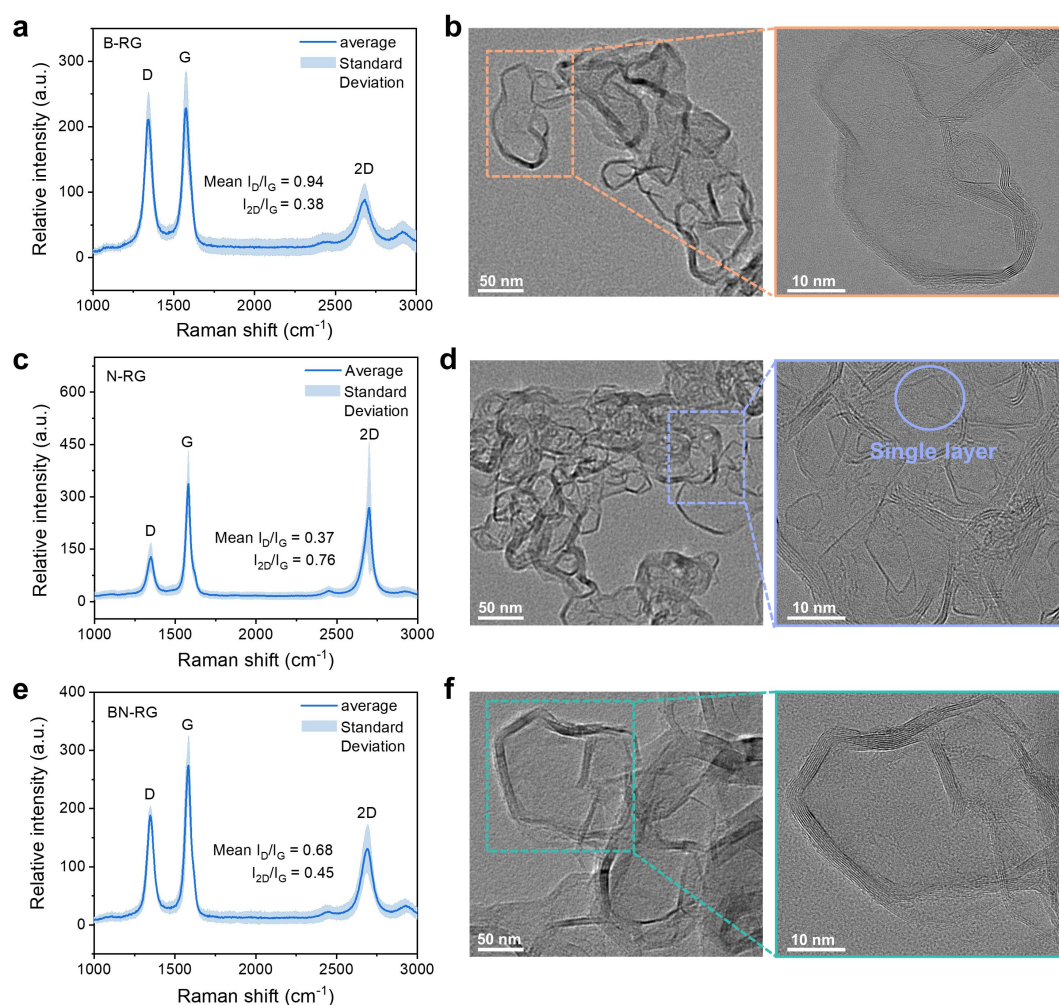 a
B-RG
average
Standard
Deviation
D
G
2D
Mean I_D/I_G = 0.94
I_2D/I_G = 0.38
300
200
100
0
Relative intensity (a.u.)
1000 1500 2000 2500 3000
Raman shift (cm⁻¹)
b
50 nm
10 nm
c
N-RG
Average
Standard
Deviation
D
G
2D
Mean I_D/I_G = 0.37
I_2D/I_G = 0.76
600
450
300
150
0
Relative intensity (a.u.)
1000 1500 2000 2500 3000
Raman shift (cm⁻¹)
d
50 nm
Single layer
10 nm
e
BN-RG
average
Standard
Deviation
D
G
2D
Mean I_D/I_G = 0.68
I_2D/I_G = 0.45
400
300
200
100
0
Relative intensity (a.u.)
1000 1500 2000 2500 3000
Raman shift (cm⁻¹)
f
50 nm
10 nm